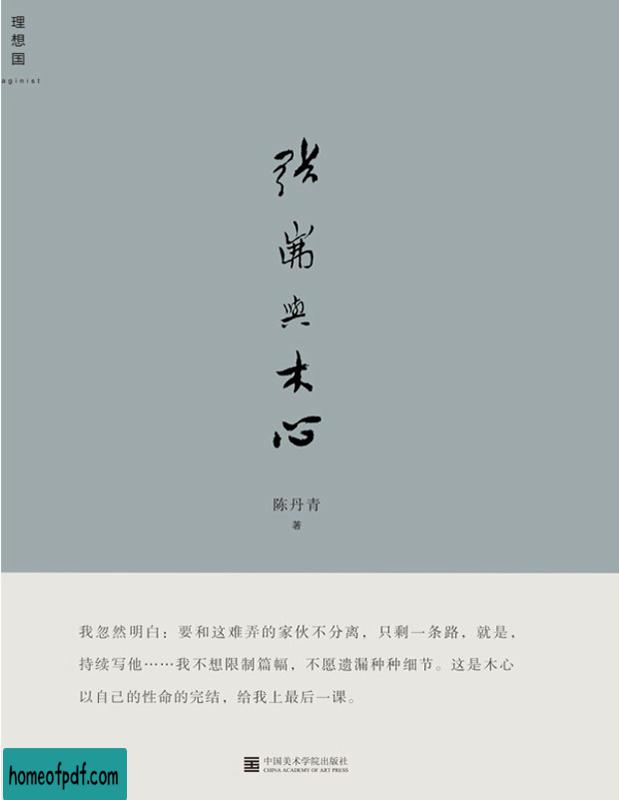 理想国
aginist
张岪與木心
陈丹青
著
我忽然明白：要和这难弄的家伙不分离，只剩一条路，就是，
持续写他……我不想限制篇幅，不愿遗漏种种细节。这是木心
以自己的性命的完结，给我上最后一课。
中国美术学院出版社
CHINA ACADEMY OF ART PRESS
homeofpdf.com